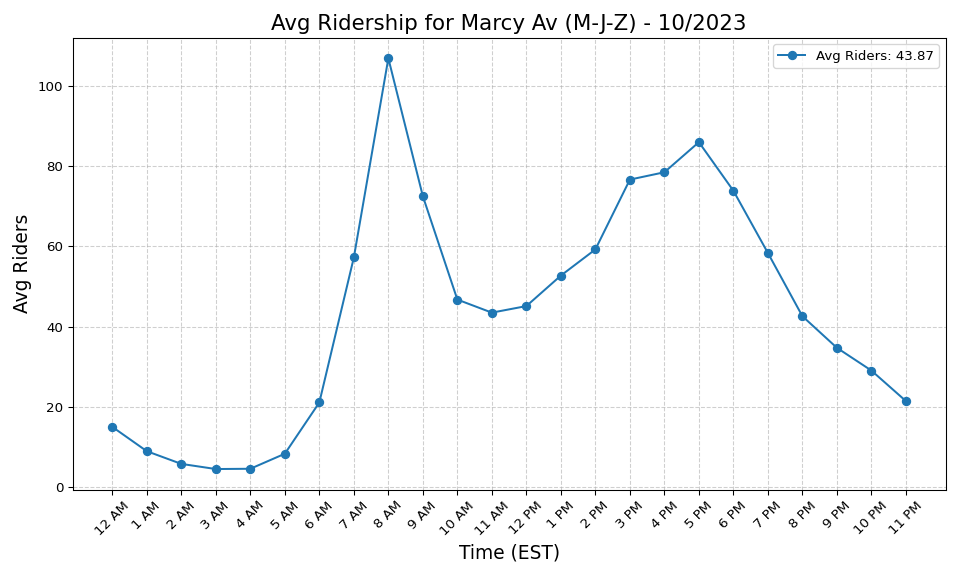 Avg Ridership for Marcy Av (M-J-Z) - 10/2023
Avg Riders: 43.87
Avg Riders
100
80
60
40
20
0
12 AM
1 AM
2 AM
3 AM
4 AM
5 AM
6 AM
7 AM
8 AM
9 AM
10 AM
11 AM
12 PM
1 PM
2 PM
3 PM
4 PM
5 PM
6 PM
7 PM
8 PM
9 PM
10 PM
11 PM
Time (EST)